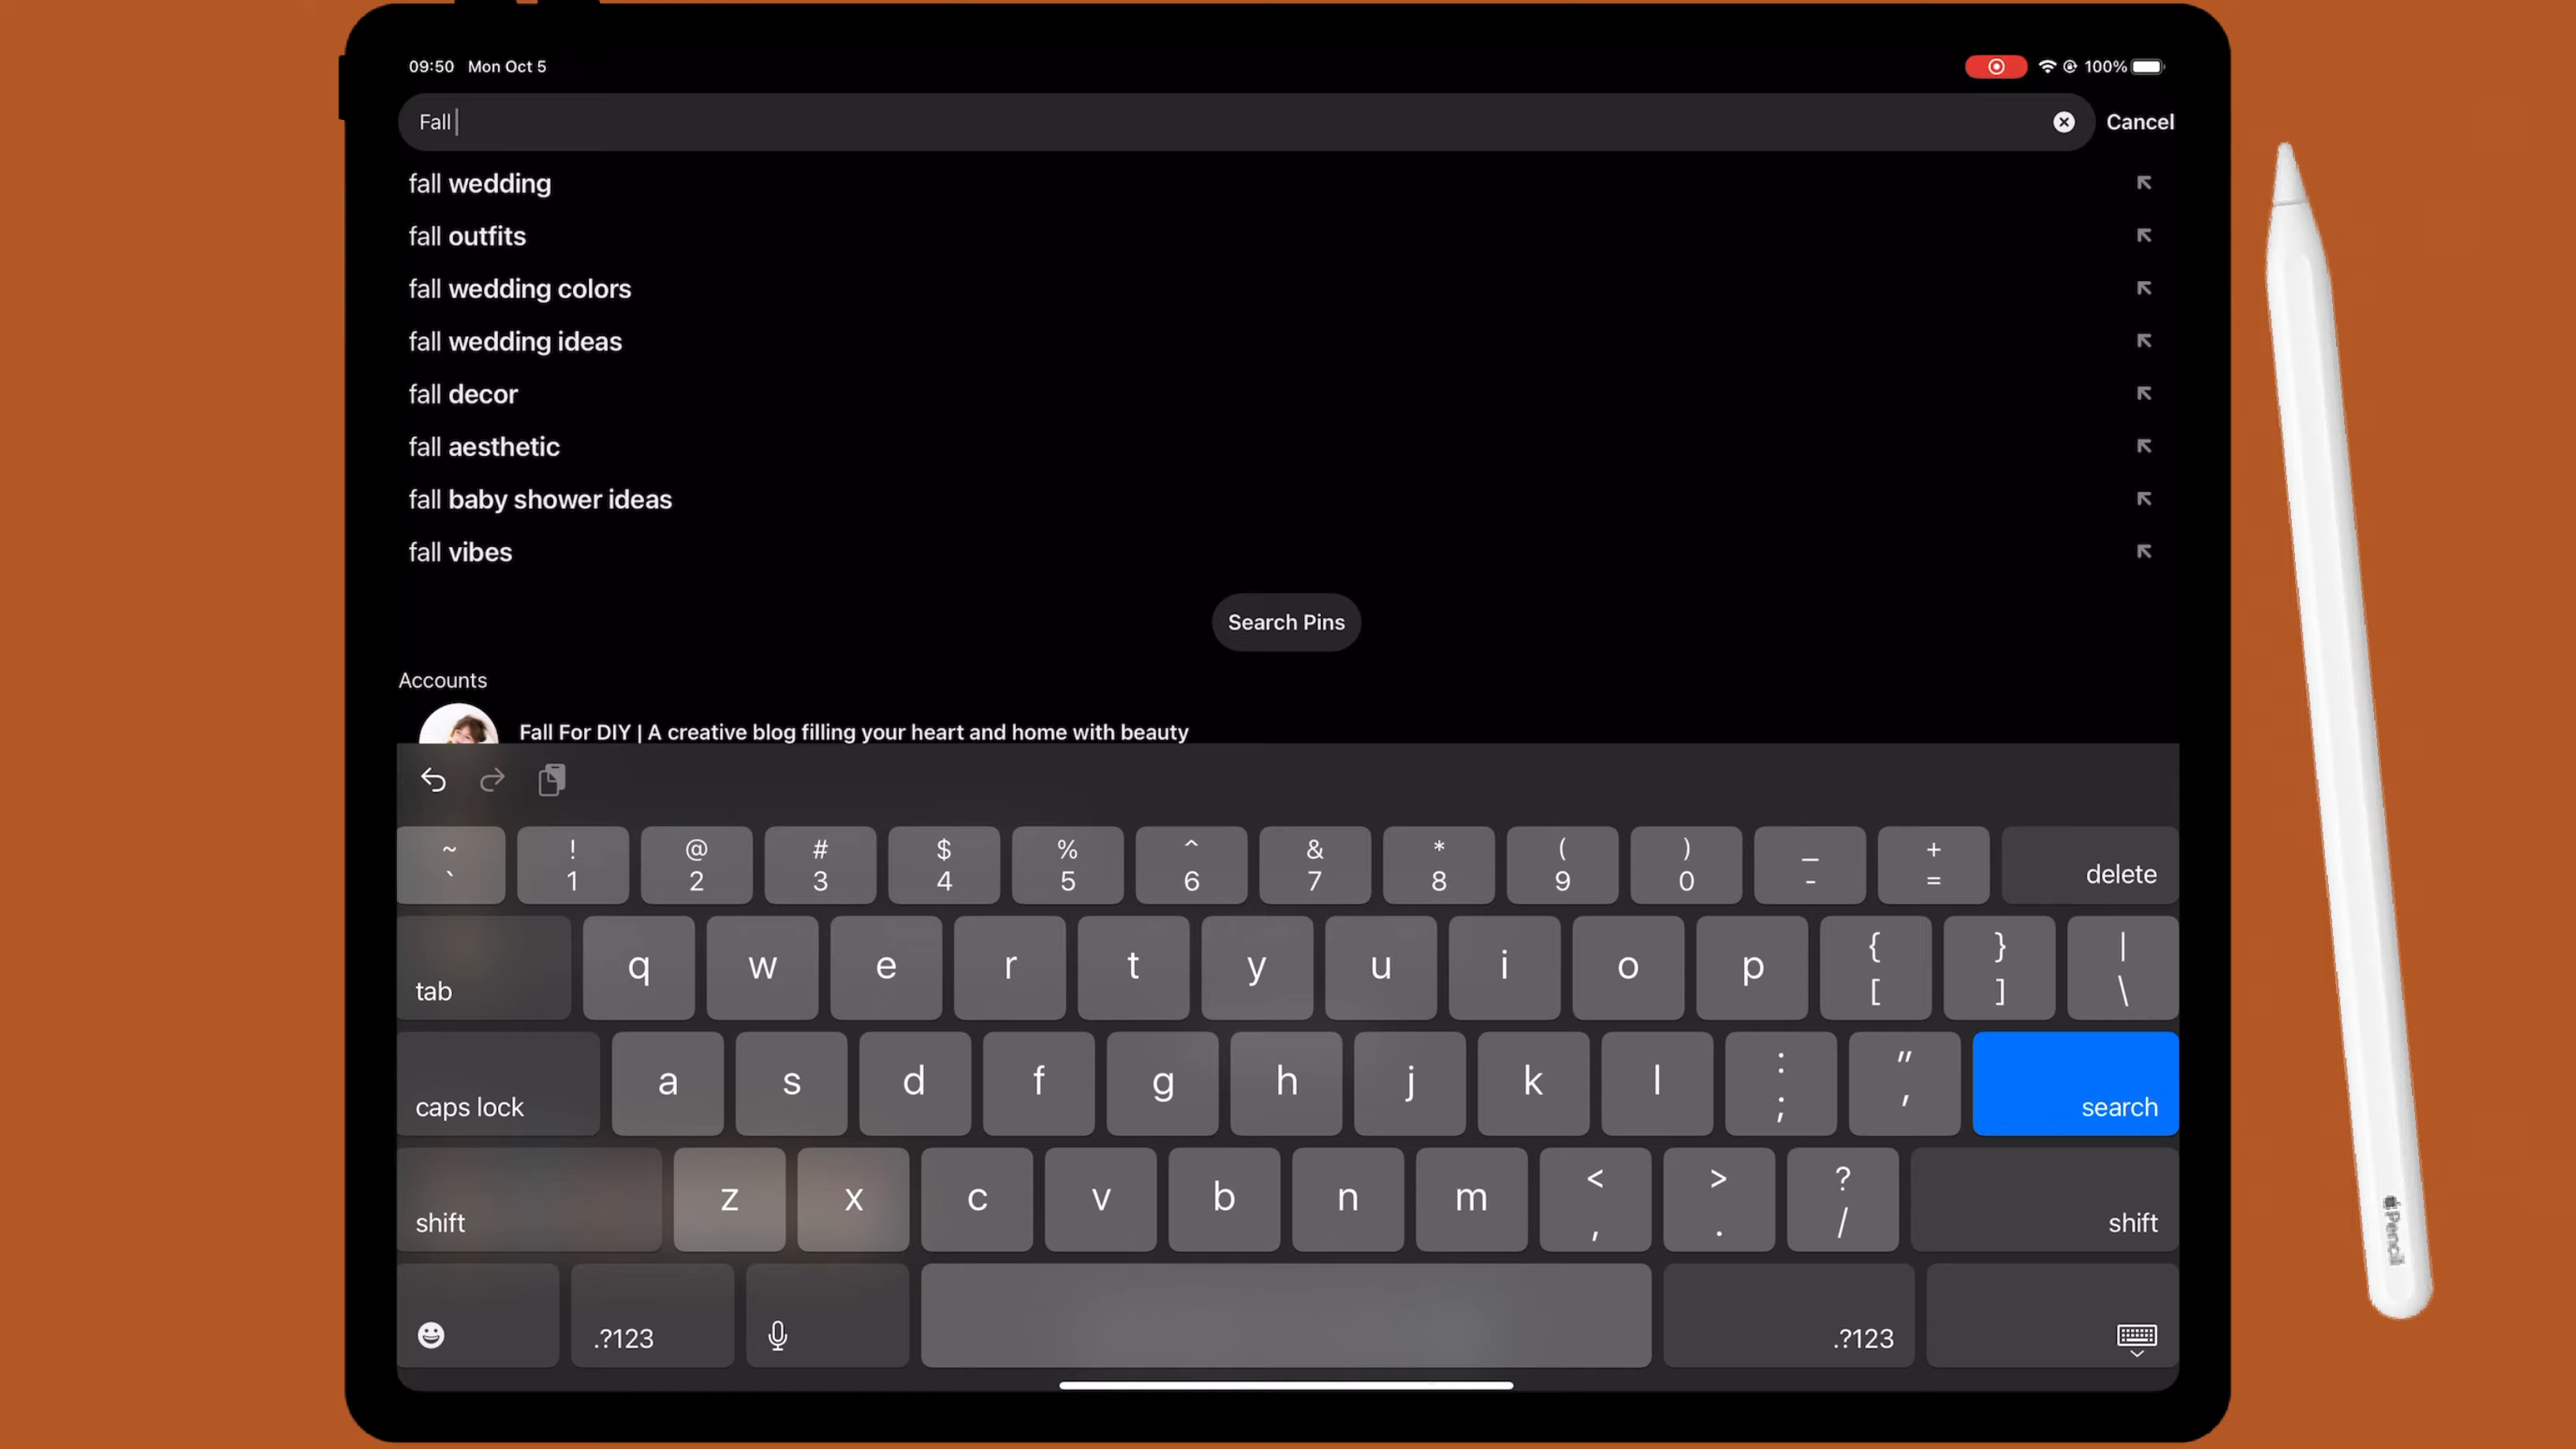 09:50 Mon Oct 5
100%
Fall
Cancel
fall wedding
fall outfits
fall wedding colors
fall wedding ideas
fall decor
fall aesthetic
fall baby shower ideas
fall vibes
Search Pins
Accounts
Fall For DIY | A creative blog filling your heart and home with beauty
~ ! @ # $ % ^ & * ( ) _ +
` 1 2 3 4 5 6 7 8 9 0 - = delete
tab q w e r t y u i o p { [ } ] | \
caps lock a s d f g h j k l : ; " ' search
shift z x c v b n m < , > . ? / shift
.?123 .?123
Pencil